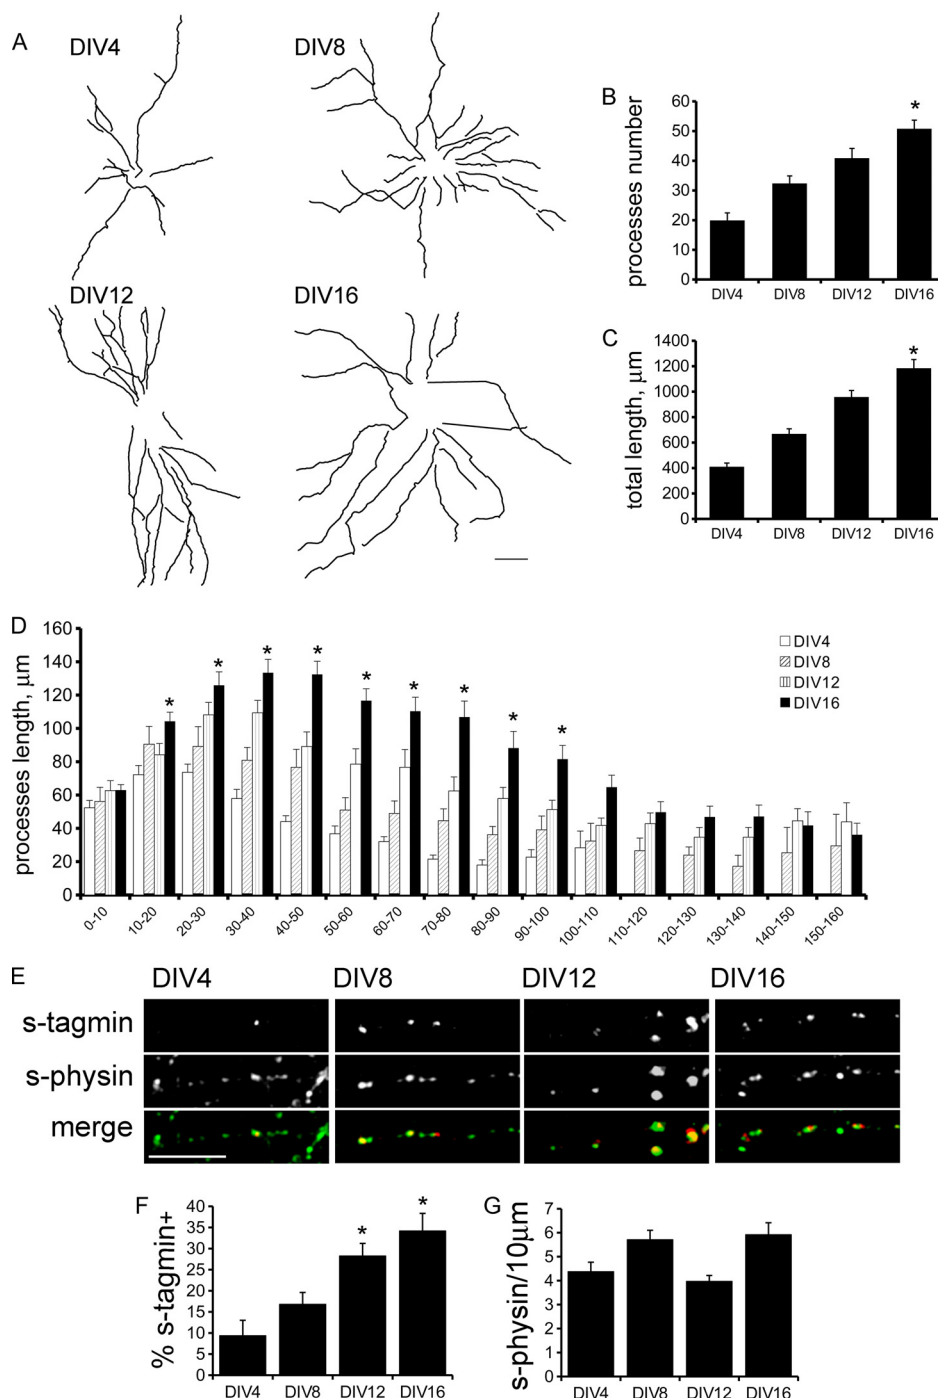 A
DIV4
DIV8
DIV12
DIV16
B
processes number
60
50
40
30
20
10
0
*
DIV4 DIV8 DIV12 DIV16
C
total length, μm
1400
1200
1000
800
600
400
200
0
*
DIV4 DIV8 DIV12 DIV16
D
processes length, μm
160
140
120
100
80
60
40
20
0
* * * * * * * * *
DIV4
DIV8
DIV12
DIV16
0-10 10-20 20-30 30-40 40-50 50-60 60-70 70-80 80-90 90-100 100-110 110-120 120-130 130-140 140-150 150-160
E
DIV4 DIV8 DIV12 DIV16
s-tagmin
s-physin
merge
F
% s-tagmin+
40
35
30
25
20
15
10
5
0
* *
DIV4 DIV8 DIV12 DIV16
G
s-physin/10μm
7
6
5
4
3
2
1
0
DIV4 DIV8 DIV12 DIV16